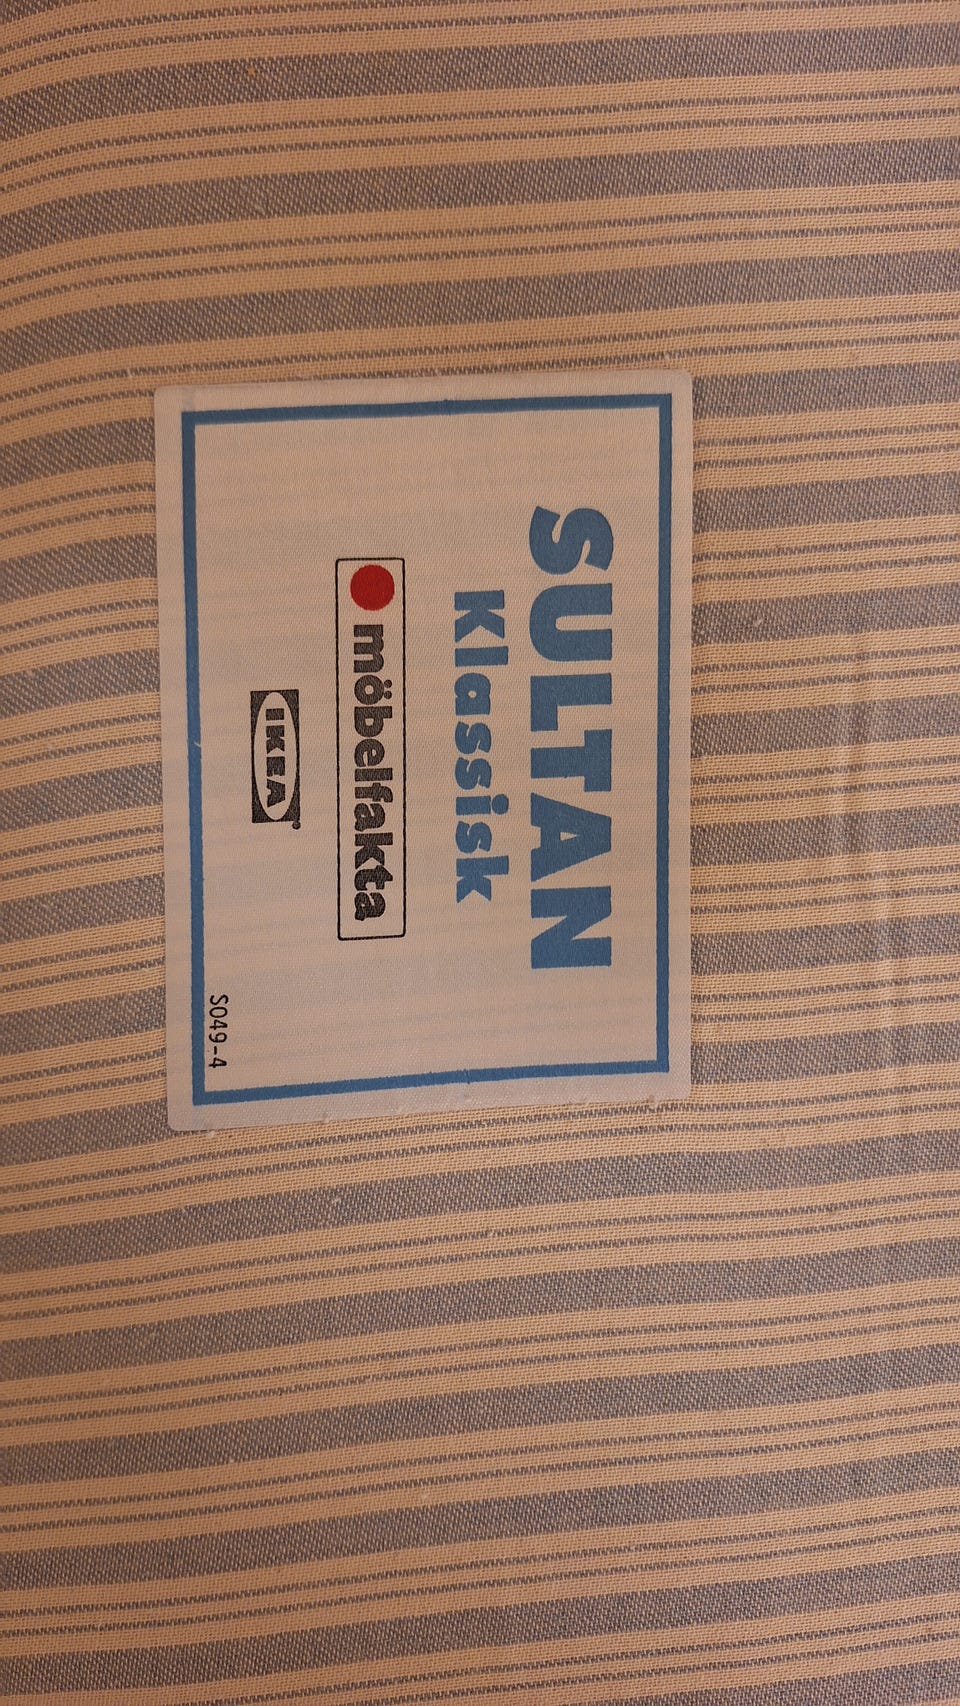 SULTAN
Klassisk
möbelfakta
IKEA®
S049-4